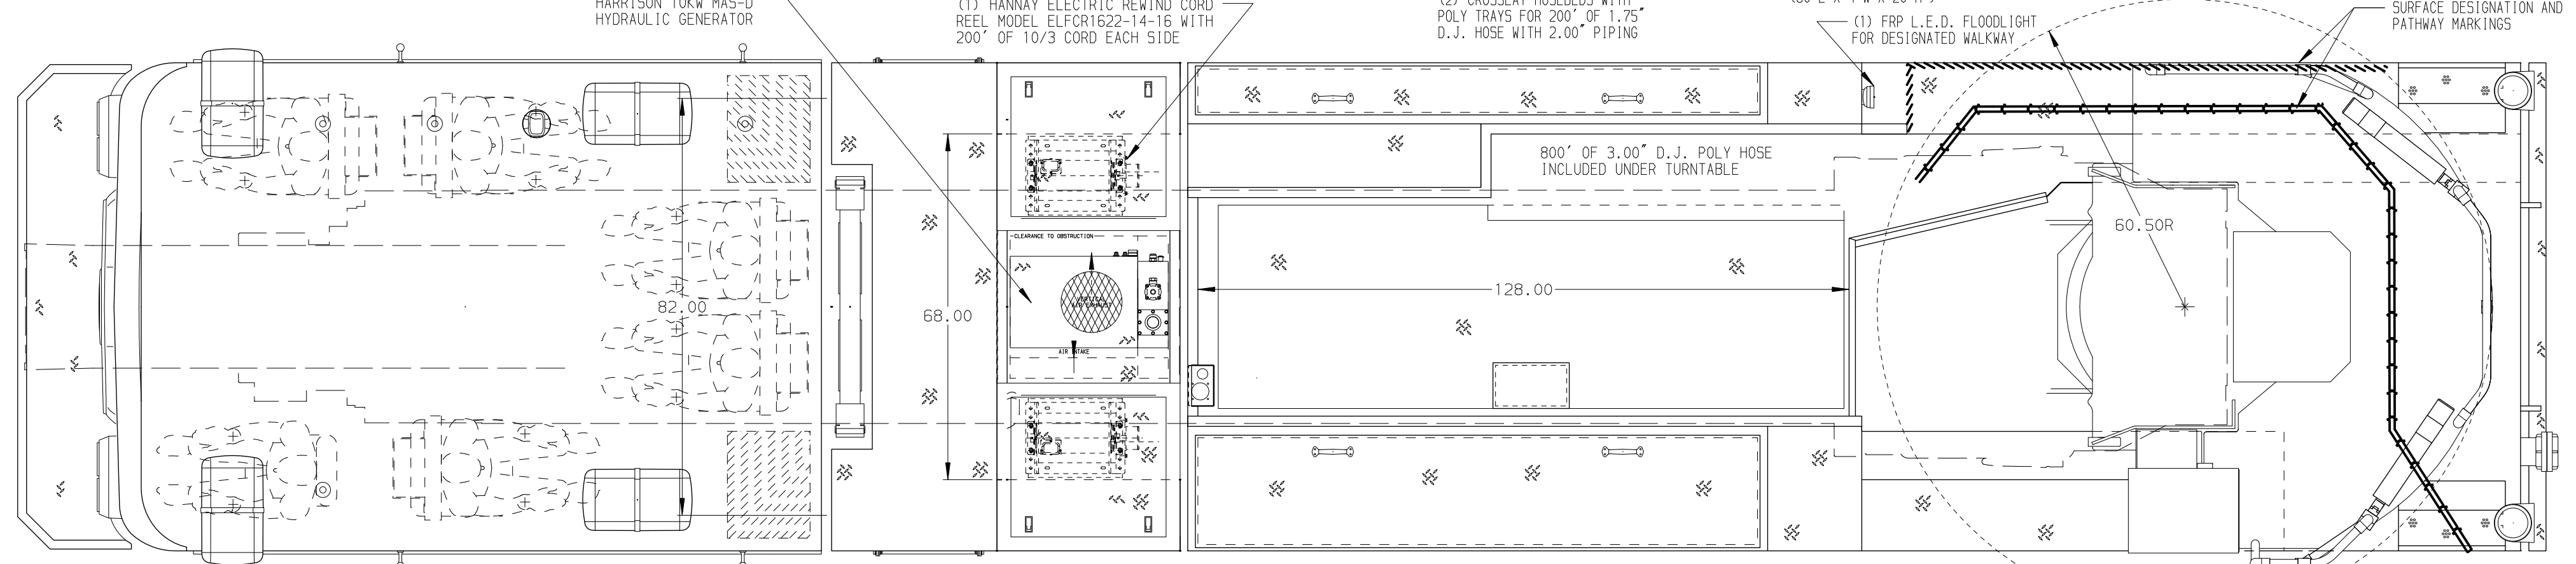 HARRISON 10KW MAS-D
HYDRAULIC GENERATOR
(1) HANNAY ELECTRIC REWIND CORD
REEL MODEL ELFCR1622-14-16 WITH
200' OF 10/3 CORD EACH SIDE
(2) CROSSLAY HOSEBEDS WITH
POLY TRAYS FOR 200' OF 1.75"
D.J. HOSE WITH 2.00" PIPING
(1) FRP L.E.D. FLOODLIGHT
FOR DESIGNATED WALKWAY
SURFACE DESIGNATION AND
PATHWAY MARKINGS
800' OF 3.00" D.J. POLY HOSE
INCLUDED UNDER TURNTABLE
60.50R
CLEARANCE TO OBSTRUCTION
128.00
VERTICAL
AIR EXHAUST
82.00
68.00
AIR INTAKE